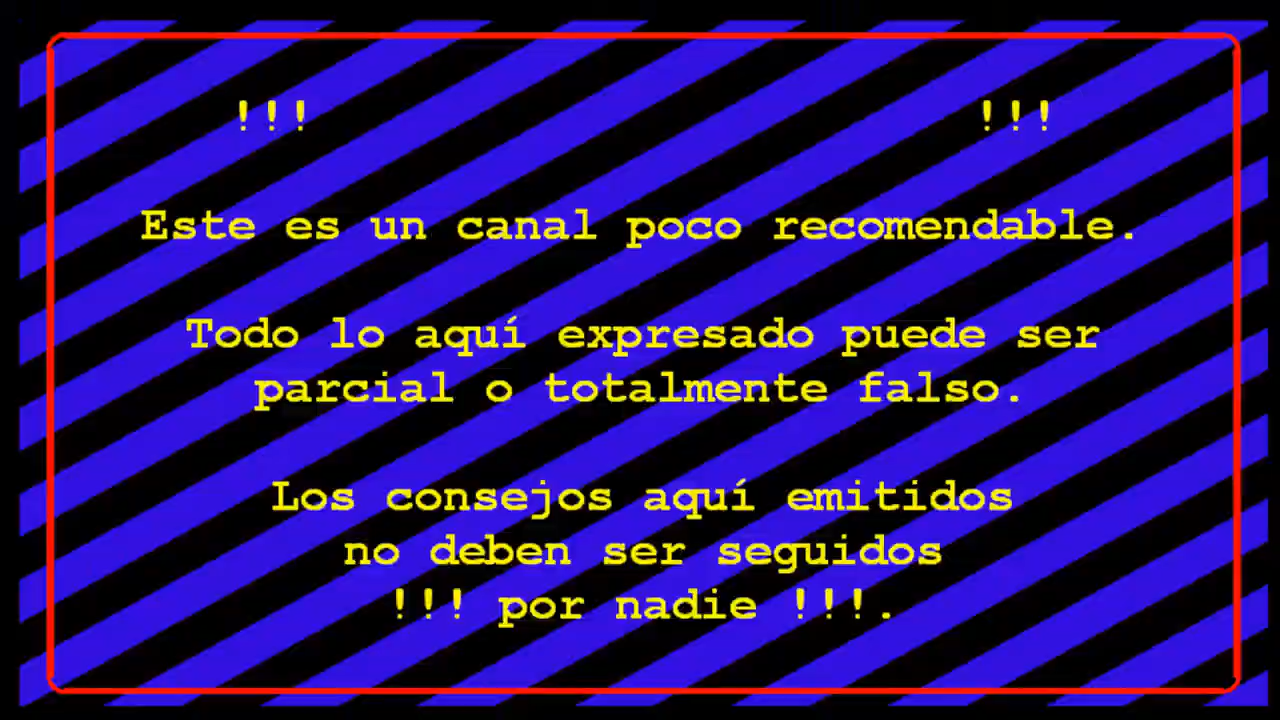 !!! !!!
Este es un canal poco recomendable.
Todo lo aquí expresado puede ser
parcial o totalmente falso.
Los consejos aquí emitidos
no deben ser seguidos
!!! por nadie !!!.